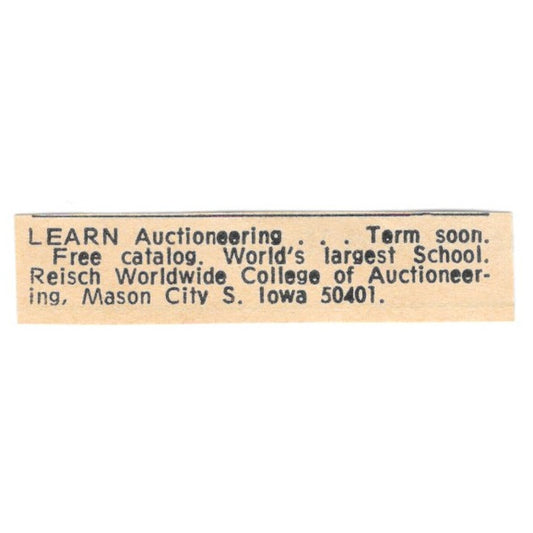 LEARN Auctioneering . . . Term soon.
Free catalog. World's largest School.
Reisch Worldwide College of Auctioneer-
ing, Mason City S. Iowa 50401.